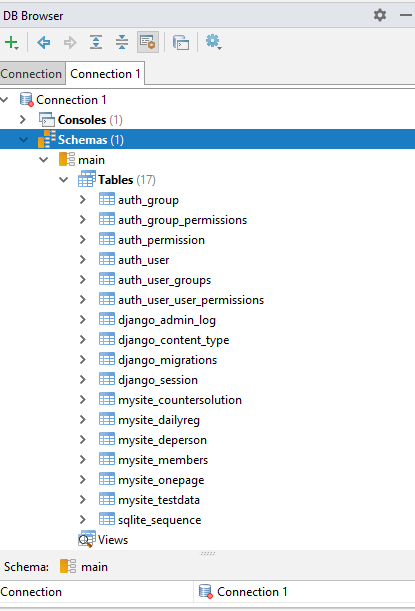 DB Browser
Connection Connection 1
Connection 1
Consoles (1)
Schemas (1)
main
Tables (17)
auth_group
auth_group_permissions
auth_permission
auth_user
auth_user_groups
auth_user_user_permissions
django_admin_log
django_content_type
django_migrations
django_session
mysite_countersolution
mysite_dailyreg
mysite_deperson
mysite_members
mysite_onepage
mysite_testdata
sqlite_sequence
Views
Schema: main
Connection Connection 1